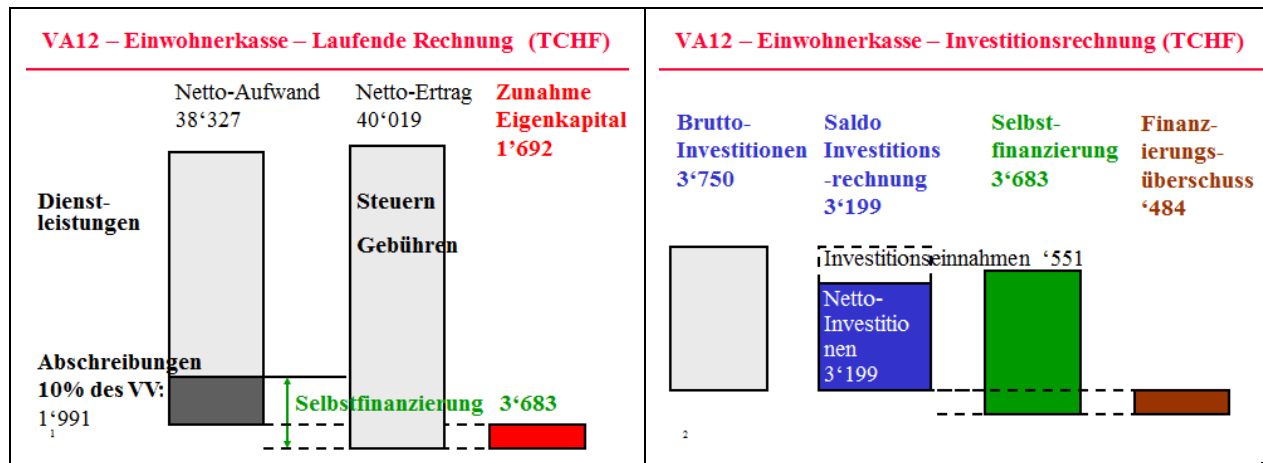 VA12 – Einwohnerkasse – Laufende Rechnung (TCHF)
Netto-Aufwand
38‘327
Netto-Ertrag
40‘019
Zunahme
Eigenkapital
1’692
Dienst-
leistungen
Steuern
Gebühren
Abschreibungen
10% des VV:
1‘991
Selbstfinanzierung 3‘683
1
VA12 – Einwohnerkasse – Investitionsrechnung (TCHF)
Brutto-
Investitionen
3‘750
Saldo
Investitions
-rechnung
3‘199
Selbst-
finanzierung
3‘683
Finanz-
ierungs-
überschuss
‘484
Investitionseinnahmen ‘551
Netto-
Investitio
nen
3‘199
2